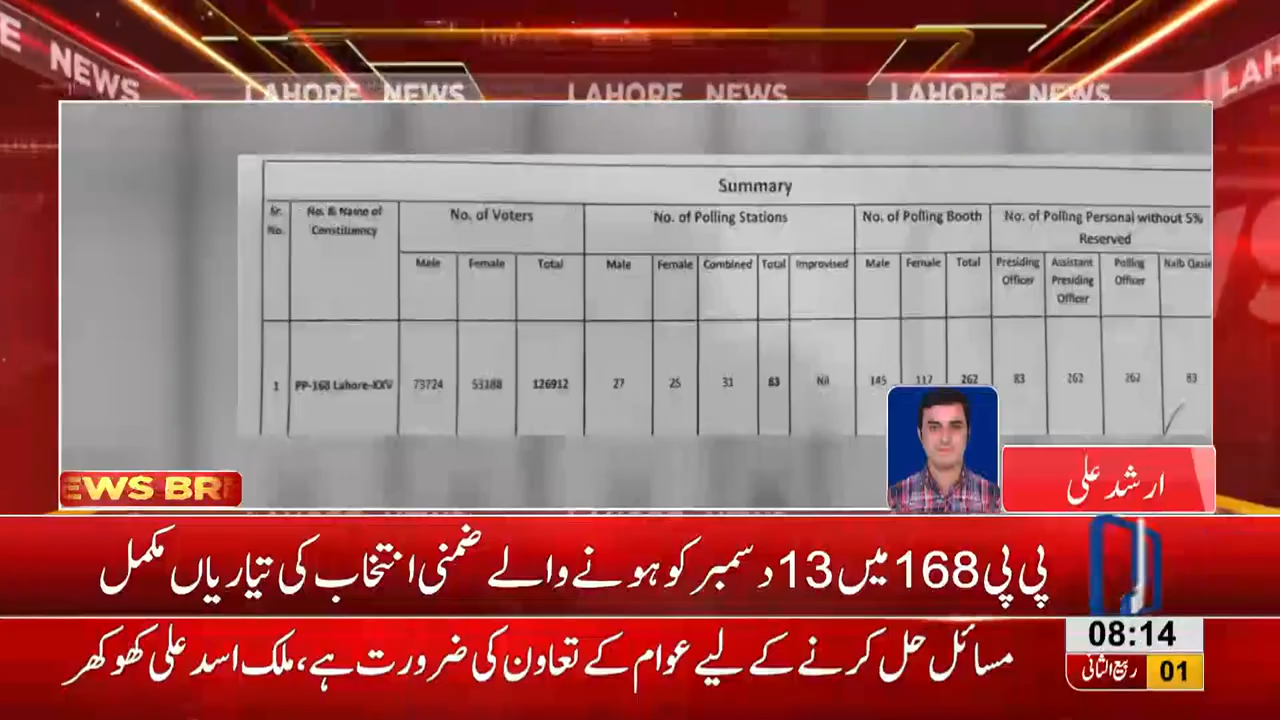 NEWS
LAHORE NEWS
LAHORE NEWS
LAHORE NEWS
Summary
Sr. No.
No. & Name of Constituency
No. of Voters
No. of Polling Stations
No. of Polling Booth
No. of Polling Personal without 5% Reserved
Male Female Total
Male Female Combined Total Improvised
Male Female Total
Presiding Officer
Assistant Presiding Officer
Polling Officer
Naib Qasi
1 PP-168 Lahore-XXV 73724 53188 126912 27 25 31 83 Nil 145 117 262 83 262 262 83
EWS BR
ارشد علی
پی پی 168 میں 13 دسمبر کو ہونے والے ضمنی انتخاب کی تیاریاں مکمل
مسائل حل کرنے کے لیے عوام کے تعاون کی ضرورت ہے، ملک اسد علی کھوکھر
08:14
ربیع الثانی 01